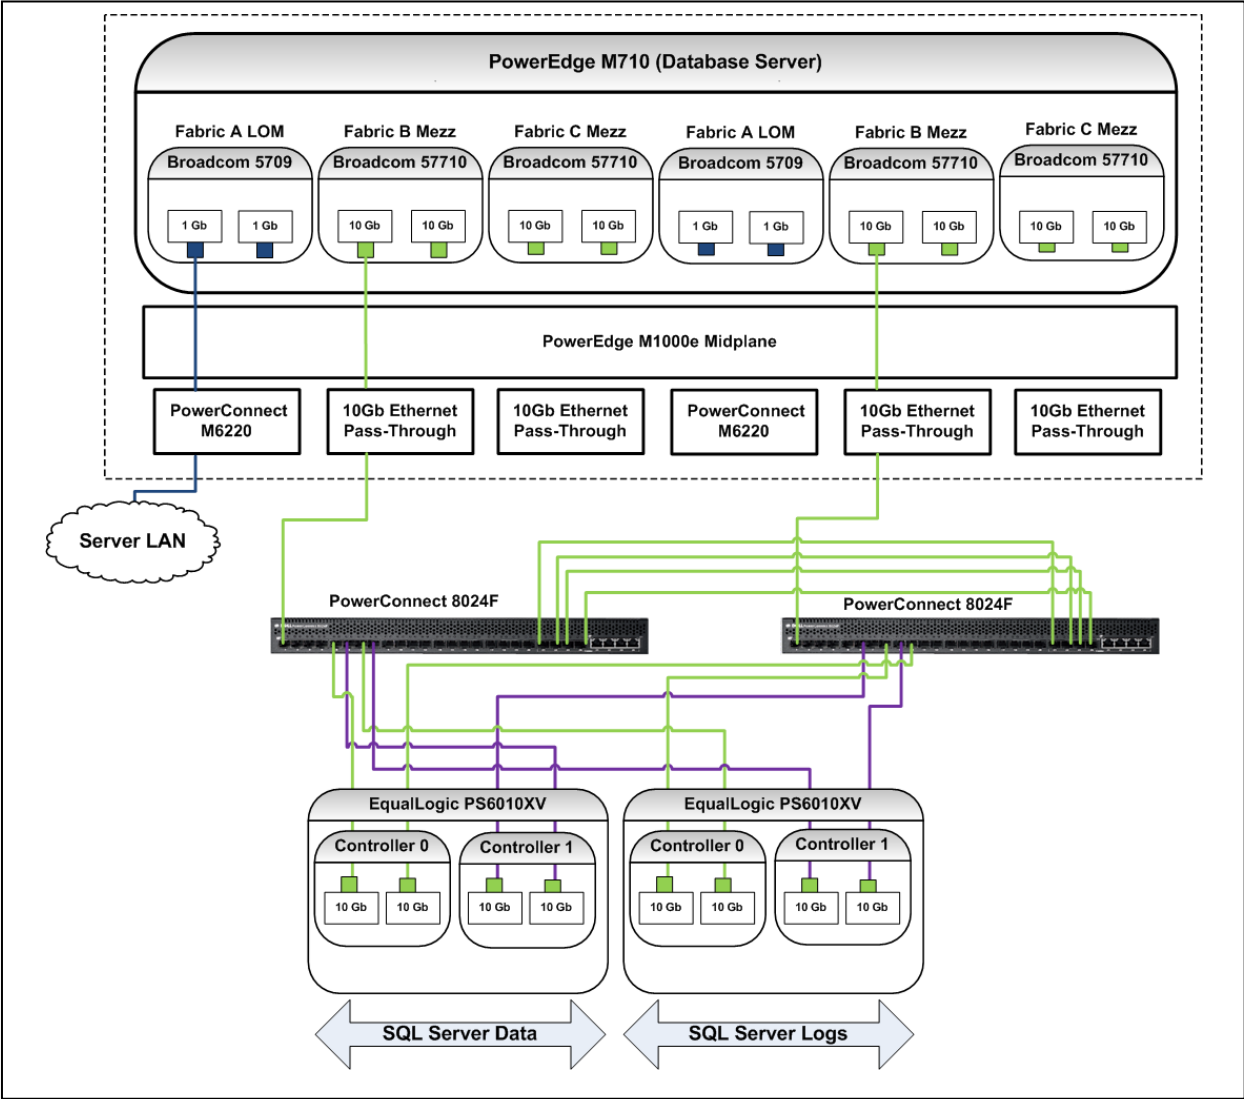 PowerEdge M710 (Database Server)
Fabric A LOM
Fabric B Mezz
Fabric C Mezz
Fabric A LOM
Fabric B Mezz
Fabric C Mezz
Broadcom 5709
Broadcom 57710
Broadcom 57710
Broadcom 5709
Broadcom 57710
Broadcom 57710
1 Gb
1 Gb
10 Gb
10 Gb
10 Gb
10 Gb
1 Gb
1 Gb
10 Gb
10 Gb
10 Gb
10 Gb
PowerEdge M1000e Midplane
PowerConnect
M6220
10Gb Ethernet
Pass-Through
10Gb Ethernet
Pass-Through
PowerConnect
M6220
10Gb Ethernet
Pass-Through
10Gb Ethernet
Pass-Through
Server LAN
PowerConnect 8024F
PowerConnect 8024F
EqualLogic PS6010XV
EqualLogic PS6010XV
Controller 0
Controller 1
Controller 0
Controller 1
10 Gb
10 Gb
10 Gb
10 Gb
10 Gb
10 Gb
10 Gb
10 Gb
SQL Server Data
SQL Server Logs